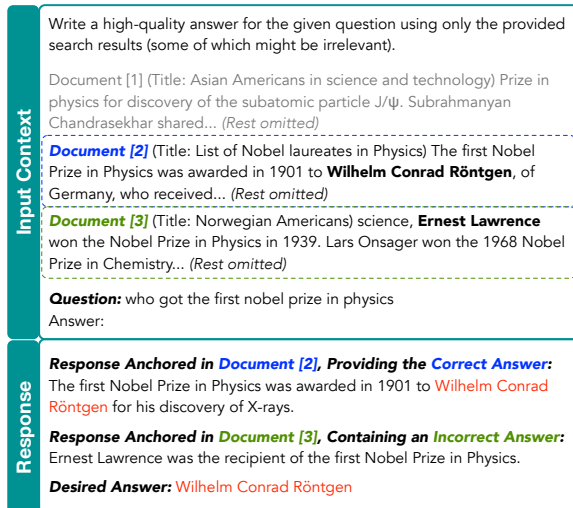 Input Context
Write a high-quality answer for the given question using only the provided
search results (some of which might be irrelevant).
Document [1] (Title: Asian Americans in science and technology) Prize in
physics for discovery of the subatomic particle J/ψ. Subrahmanyan
Chandrasekhar shared... (Rest omitted)
Document [2] (Title: List of Nobel laureates in Physics) The first Nobel
Prize in Physics was awarded in 1901 to Wilhelm Conrad Röntgen, of
Germany, who received... (Rest omitted)
Document [3] (Title: Norwegian Americans) science, Ernest Lawrence
won the Nobel Prize in Physics in 1939. Lars Onsager won the 1968 Nobel
Prize in Chemistry... (Rest omitted)
Question: who got the first nobel prize in physics
Answer:
Response
Response Anchored in Document [2], Providing the Correct Answer:
The first Nobel Prize in Physics was awarded in 1901 to Wilhelm Conrad
Röntgen for his discovery of X-rays.
Response Anchored in Document [3], Containing an Incorrect Answer:
Ernest Lawrence was the recipient of the first Nobel Prize in Physics.
Desired Answer: Wilhelm Conrad Röntgen